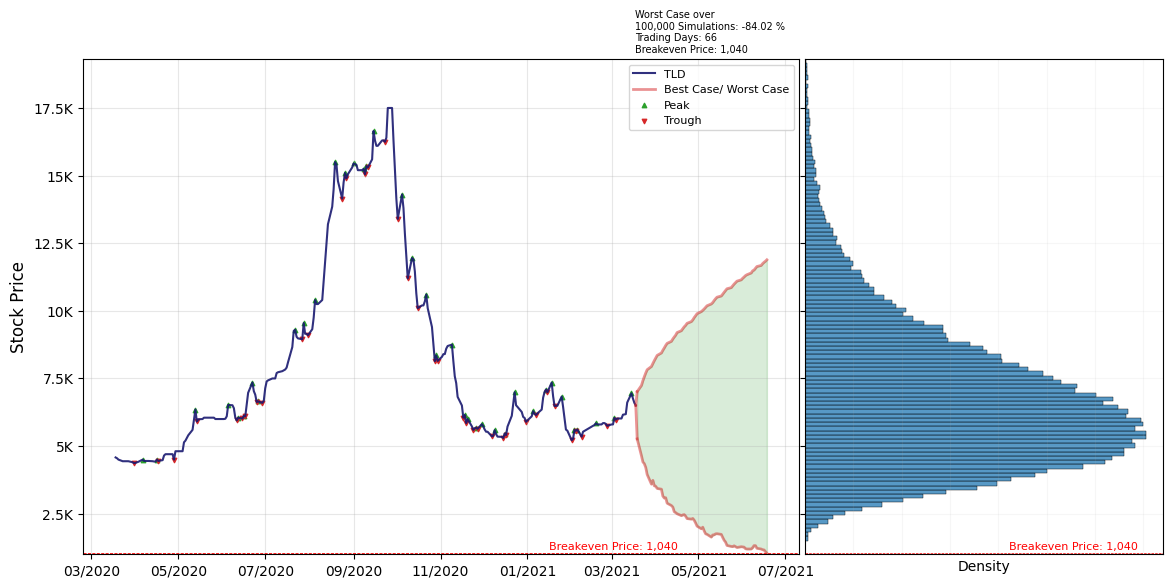 Worst Case over
100,000 Simulations: -84.02 %
Trading Days: 66
Breakeven Price: 1,040
TLD
Best Case/ Worst Case
Peak
Trough
17.5K
15K
12.5K
10K
7.5K
5K
2.5K
Stock Price
Breakeven Price: 1,040
Breakeven Price: 1,040
03/2020
05/2020
07/2020
09/2020
11/2020
01/2021
03/2021
05/2021
07/2021
Density